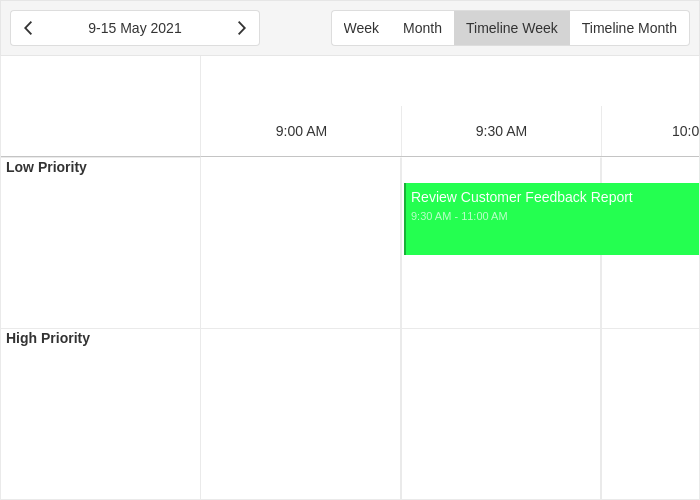 9-15 May 2021
Week Month Timeline Week Timeline Month
9:00 AM 9:30 AM 10:0
Low Priority
Review Customer Feedback Report
9:30 AM - 11:00 AM
High Priority